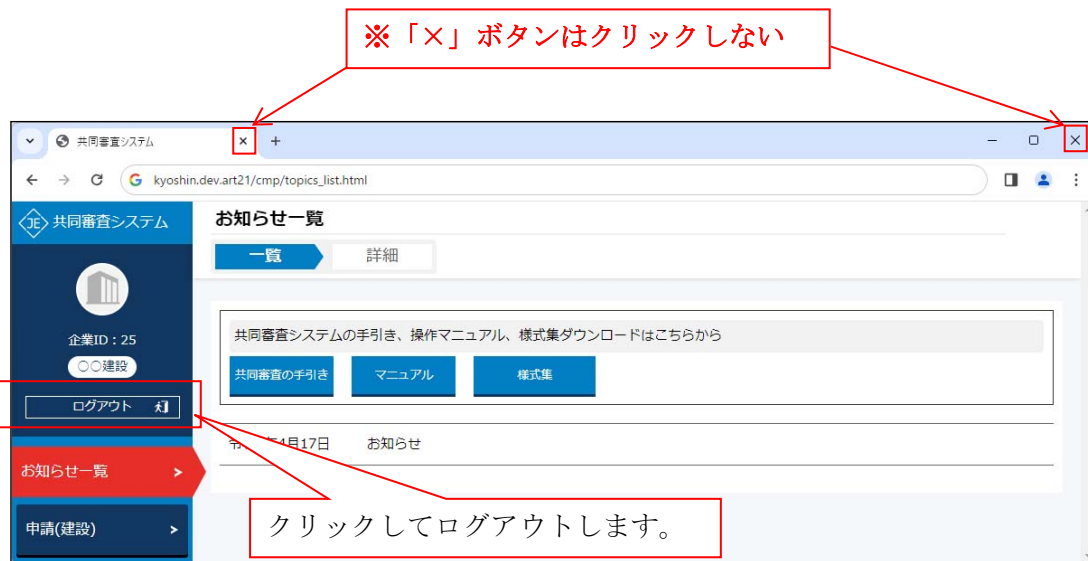 ※「×」ボタンはクリックしない
共同審査システム
kyoshin.dev.art21/cmp/topics_list.html
JE 共同審査システム
お知らせ一覧
一覧
詳細
企業ID:25
〇〇建設
ログアウト
共同審査システムの手引き、操作マニュアル、様式集ダウンロードはこちらから
共同審査の手引き
マニュアル
様式集
年4月17日 お知らせ
お知らせ一覧 >
申請(建設) >
クリックしてログアウトします。